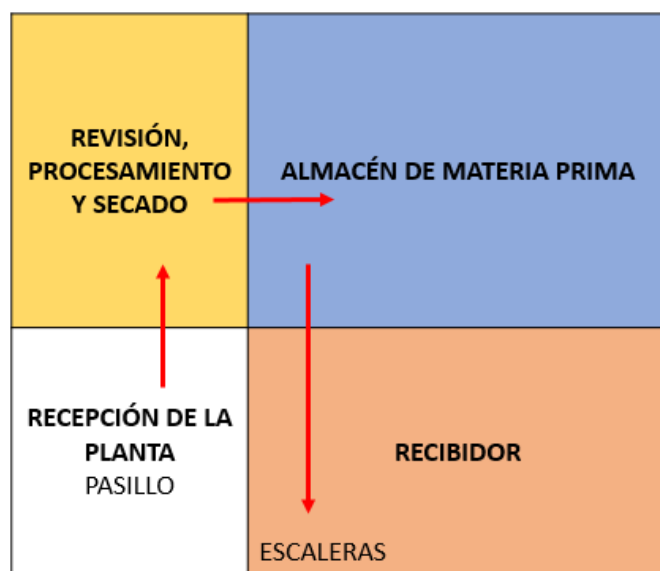 REVISIÓN,
PROCESAMIENTO
Y SECADO
ALMACÉN DE MATERIA PRIMA
RECEPCIÓN DE LA
PLANTA
PASILLO
RECIBIDOR
ESCALERAS